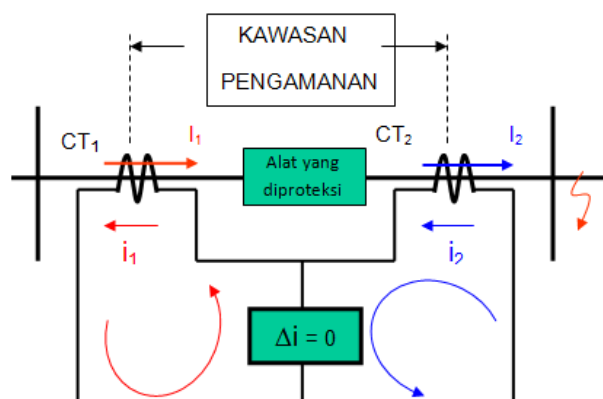 KAWASAN
PENGAMANAN
CT₁
I₁
CT₂
I₂
Alat yang
diproteksi
i₁
i₂
Δi = 0